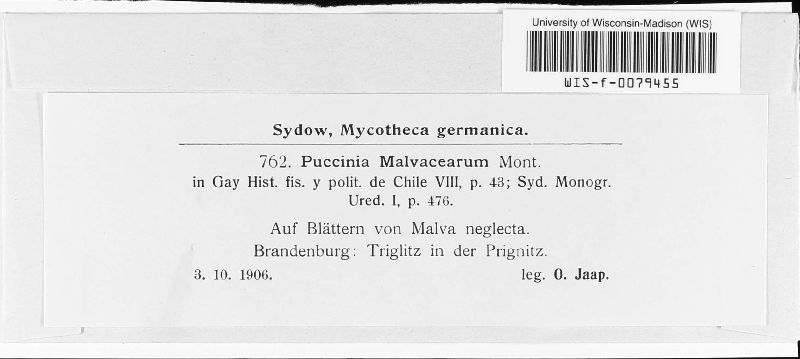 University of Wisconsin-Madison (WIS)
WIS-f-0079455
Sydow, Mycotheca germanica.
762. Puccinia Malvacearum Mont.
in Gay Hist. fis. y polit. de Chile VIII, p. 43; Syd. Monogr.
Ured. I, p. 476.
Auf Blättern von Malva neglecta.
Brandenburg: Triglitz in der Prignitz.
3. 10. 1906. leg. O. Jaap.